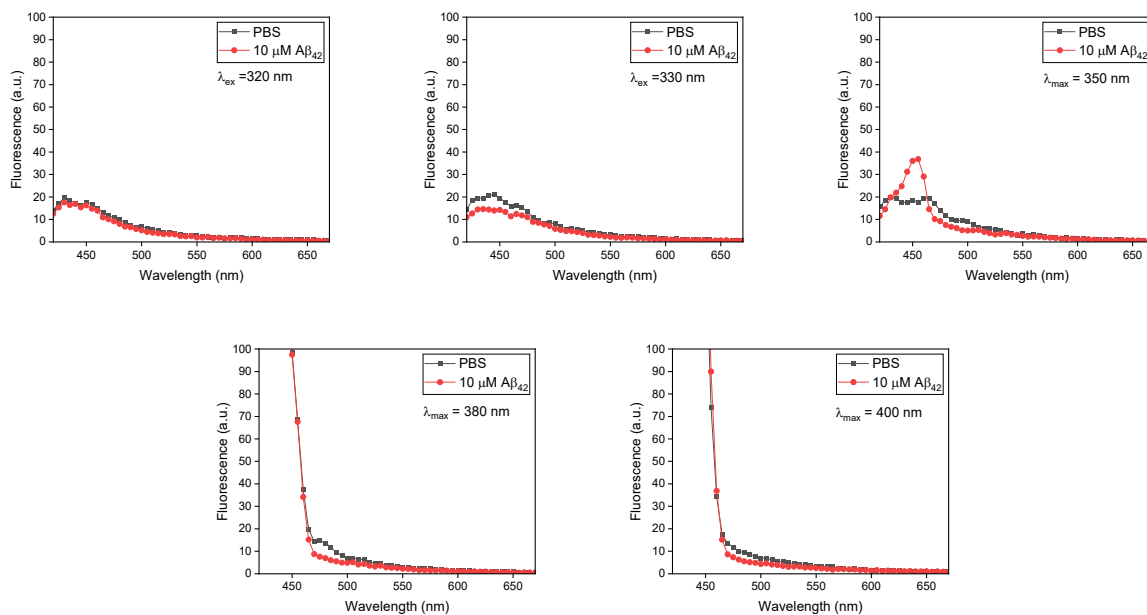 100
90
80
70
60
50
40
30
20
10
0
Fluorescence (a.u.)
PBS
10 μM Aβ₄₂
λₑₓ =320 nm
450 500 550 600 650
Wavelength (nm)
100
90
80
70
60
50
40
30
20
10
0
Fluorescence (a.u.)
PBS
10 μM Aβ₄₂
λₑₓ =330 nm
450 500 550 600 650
Wavelength (nm)
100
90
80
70
60
50
40
30
20
10
0
Fluorescence (a.u.)
PBS
10 μM Aβ₄₂
λₘₐₓ = 350 nm
450 500 550 600 650
Wavelength (nm)
100
90
80
70
60
50
40
30
20
10
0
Fluorescence (a.u.)
PBS
10 μM Aβ₄₂
λₘₐₓ = 380 nm
450 500 550 600 650
Wavelength (nm)
100
90
80
70
60
50
40
30
20
10
0
Fluorescence (a.u.)
PBS
10 μM Aβ₄₂
λₘₐₓ = 400 nm
450 500 550 600 650
Wavelength (nm)